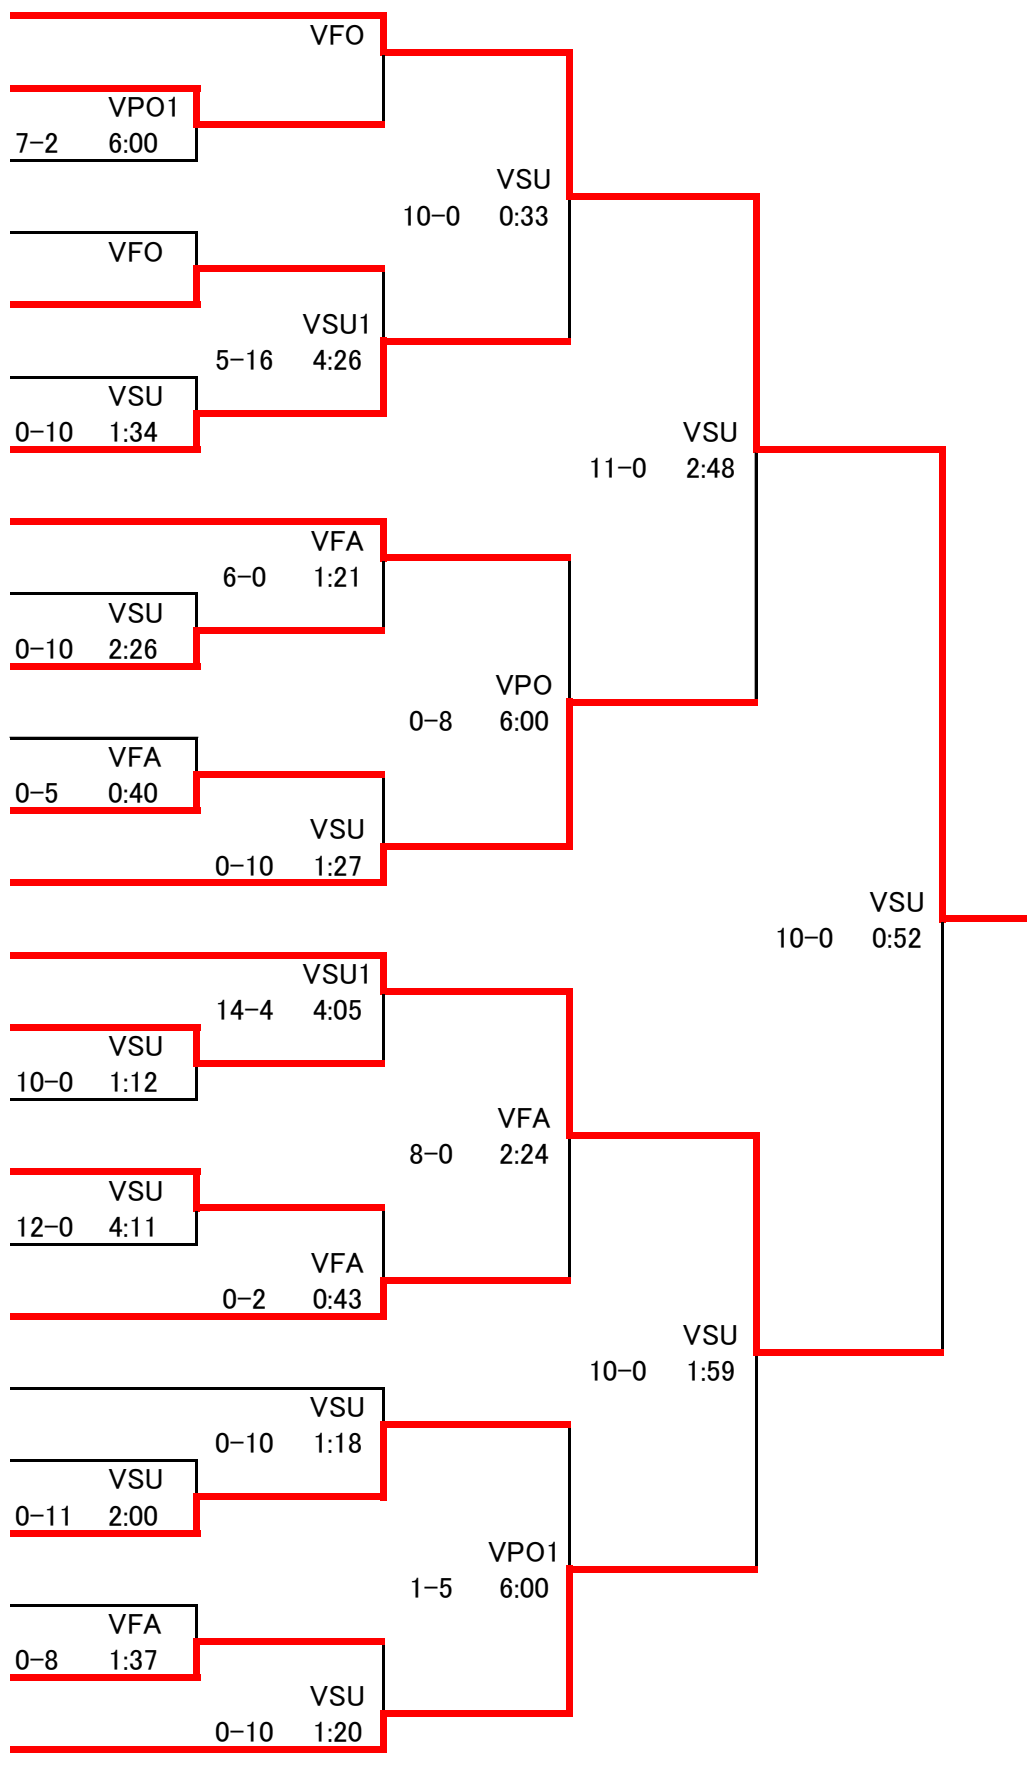 VFO
VPO1
7-2 6:00
VSU
10-0 0:33
VFO
VSU1
5-16 4:26
VSU
0-10 1:34
VSU
11-0 2:48
VFA
6-0 1:21
VSU
0-10 2:26
VPO
0-8 6:00
VFA
0-5 0:40
VSU
0-10 1:27
VSU
10-0 0:52
VSU1
14-4 4:05
VSU
10-0 1:12
VFA
8-0 2:24
VSU
12-0 4:11
VFA
0-2 0:43
VSU
10-0 1:59
VSU
0-10 1:18
VSU
0-11 2:00
VPO1
1-5 6:00
VFA
0-8 1:37
VSU
0-10 1:20